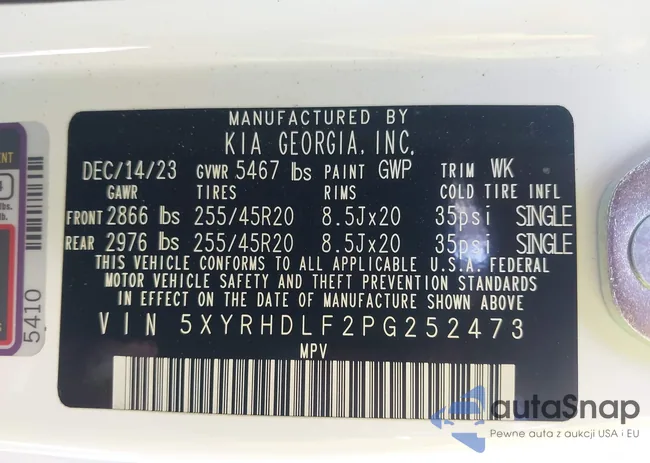 MANUFACTURED BY
KIA GEORGIA, INC.
DEC/14/23 GVWR 5467 lbs PAINT GWP TRIM WK
GAWR TIRES RIMS COLD TIRE INFL
FRONT 2866 lbs 255/45R20 8.5Jx20 35psi SINGLE
REAR 2976 lbs 255/45R20 8.5Jx20 35psi SINGLE
THIS VEHICLE CONFORMS TO ALL APPLICABLE U.S.A. FEDERAL
MOTOR VEHICLE SAFETY AND THEFT PREVENTION STANDARDS
IN EFFECT ON THE DATE OF MANUFACTURE SHOWN ABOVE
VIN 5XYRHDLF2PG252473
MPV
5410
autaSnap
Pewne auta z aukcji USA i EU